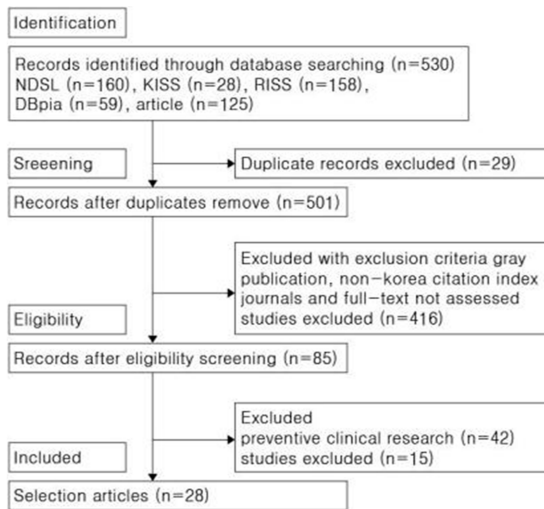 Identification
Records identified through database searching (n=530)
NDSL (n=160), KISS (n=28), RISS (n=158),
DBpia (n=59), article (n=125)
Sreeening
Duplicate records excluded (n=29)
Records after duplicates remove (n=501)
Excluded with exclusion criteria gray
publication, non-korea citation index
journals and full-text not assessed
studies excluded (n=416)
Eligibility
Records after eligibility screening (n=85)
Excluded
preventive clinical research (n=42)
studies excluded (n=15)
Included
Selection articles (n=28)